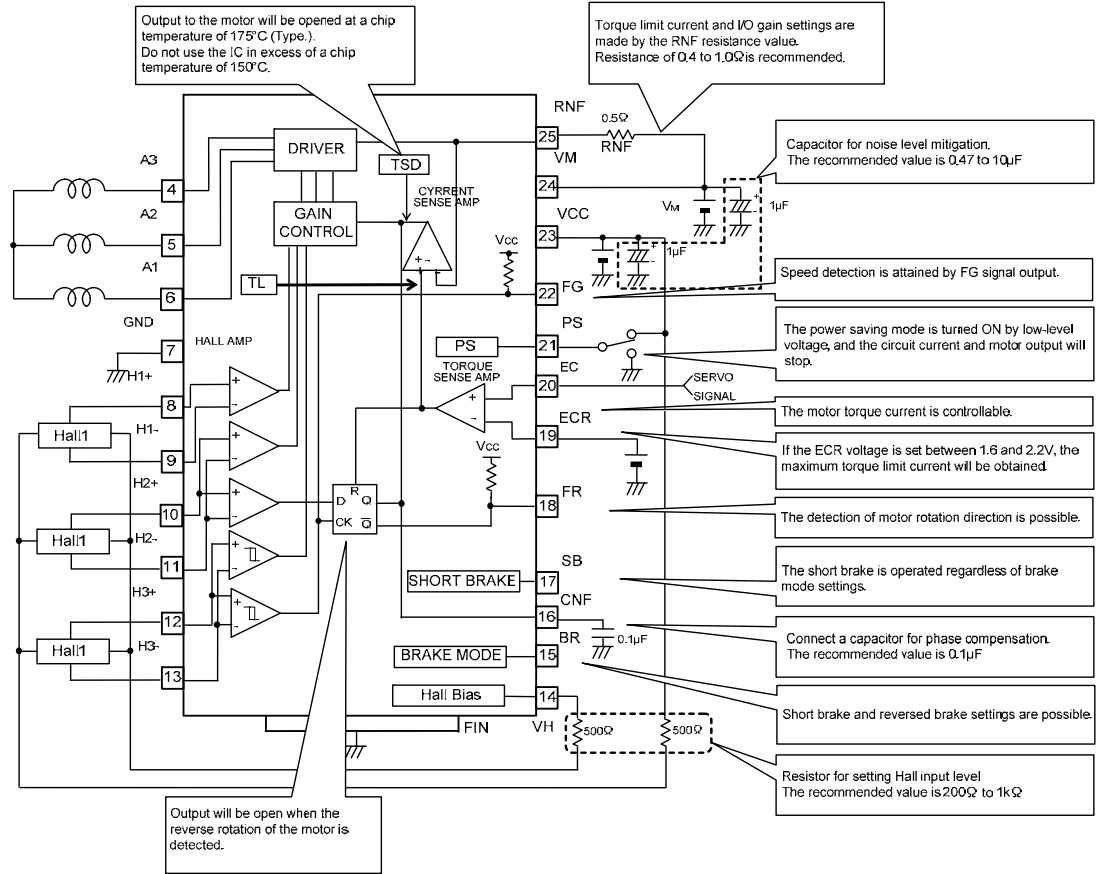 Output to the motor will be opened at a chip
temperature of 175°C (Type.).
Do not use the IC in excess of a chip
temperature of 150°C.
Torque limit current and I/O gain settings are
made by the RNF resistance value.
Resistance of 0.4 to 1.0Ω is recommended.
RNF
0.5Ω
RNF
25
VM
24
VCC
VM
1µF
Capacitor for noise level mitigation.
The recommended value is 0.47 to 10µF
DRIVER
TSD
CYRRENT
SENSE AMP
GAIN
CONTROL
A3
4
A2
5
A1
6
GND
7
TL
Vcc
23
1µF
22
FG
Speed detection is attained by FG signal output.
PS
PS
21
EC
The power saving mode is turned ON by low-level
voltage, and the circuit current and motor output will
stop.
HALL AMP
TORQUE
SENSE AMP
20
SERVO
SIGNAL
ECR
The motor torque current is controllable.
19
If the ECR voltage is set between 1.6 and 2.2V, the
maximum torque limit current will be obtained.
H1+
8
Hall1
H1-
9
H2+
10
Hall1
H2-
11
H3+
12
Hall1
H3-
13
+
-
+
-
+
-
+
-
+
-
+ -
+
-
+
-
+
-
Vcc
R
D
Q
CK
Q̅
FR
18
The detection of motor rotation direction is possible.
SB
SHORT BRAKE
17
The short brake is operated regardless of brake
mode settings.
CNF
16
0.1µF
Connect a capacitor for phase compensation.
The recommended value is 0.1µF
BR
BRAKE MODE
15
Short brake and reversed brake settings are possible.
Hall Bias
14
VH
FIN
500Ω
500Ω
Resistor for setting Hall input level
The recommended value is 200Ω to 1kΩ
Output will be open when the
reverse rotation of the motor is
detected.